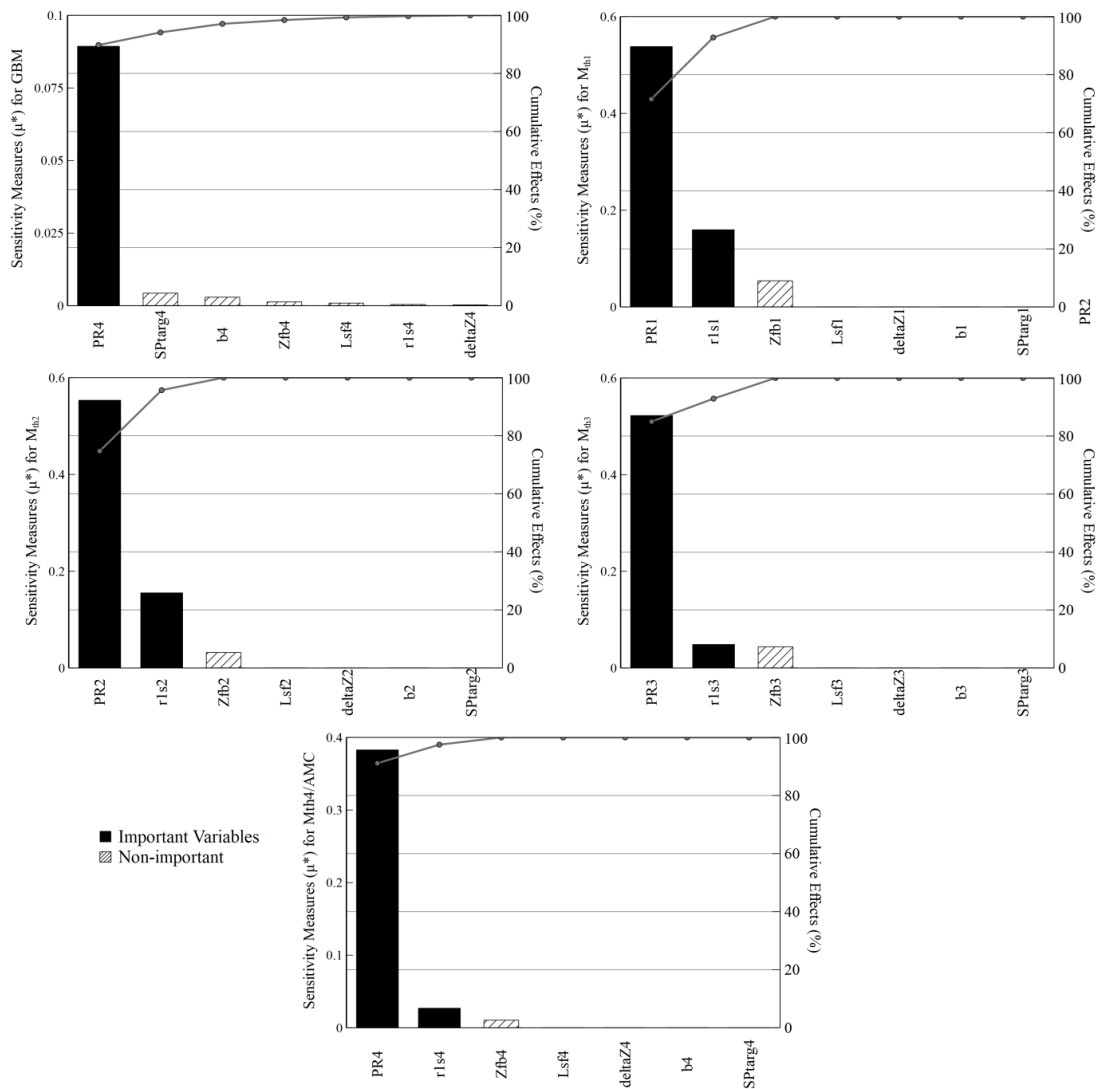 Sensitivity Measures (μ*) for GBM
0.1
0.075
0.05
0.025
0
100
80
60
40
20
0
Cumulative Effects (%)
PR4
SPtarg4
b4
Zfb4
Lsf4
r1s4
deltaZ4
Sensitivity Measures (μ*) for Mth1
0.6
0.4
0.2
0
100
80
60
40
20
0
Cumulative Effects (%)
PR2
PR1
r1s1
Zfb1
Lsf1
deltaZ1
b1
SPtarg1
Sensitivity Measures (μ*) for Mth2
0.6
0.4
0.2
0
100
80
60
40
20
0
Cumulative Effects (%)
PR2
r1s2
Zfb2
Lsf2
deltaZ2
b2
SPtarg2
Sensitivity Measures (μ*) for Mth3
0.6
0.4
0.2
0
100
80
60
40
20
0
Cumulative Effects (%)
PR3
r1s3
Zfb3
Lsf3
deltaZ3
b3
SPtarg3
Important Variables
Non-important
Sensitivity Measures (μ*) for Mth4/AMC
0.4
0.3
0.2
0.1
0
100
80
60
40
20
0
Cumulative Effects (%)
PR4
r1s4
Zfb4
Lsf4
deltaZ4
b4
SPtarg4